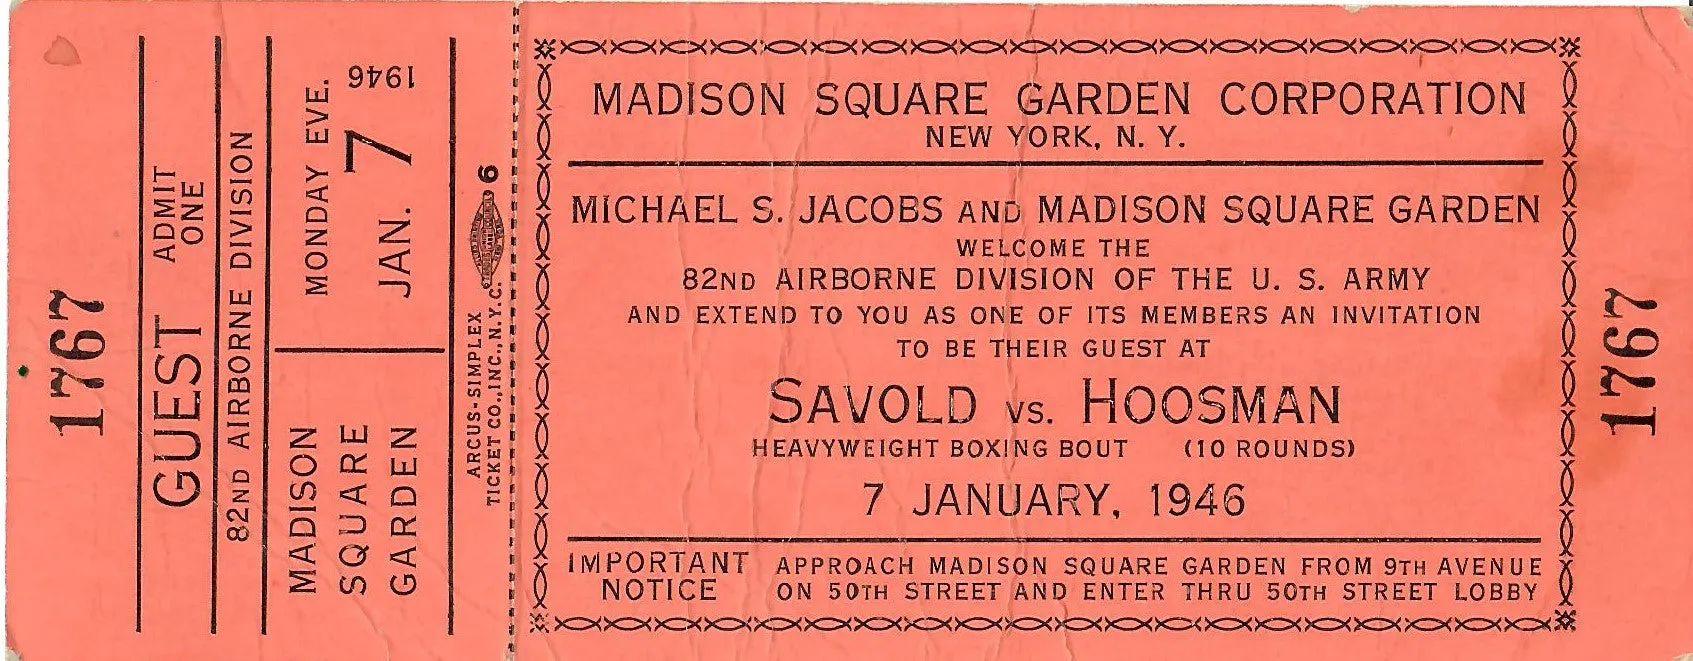 1767
GUEST ADMIT ONE
82ND AIRBORNE DIVISION
MADISON SQUARE GARDEN
MONDAY EVE.
JAN. 7 1946
ARCUS-SIMPLEX
TICKET CO., INC., N.Y.C.
6
MADISON SQUARE GARDEN CORPORATION
NEW YORK, N. Y.
MICHAEL S. JACOBS AND MADISON SQUARE GARDEN
WELCOME THE
82ND AIRBORNE DIVISION OF THE U. S. ARMY
AND EXTEND TO YOU AS ONE OF ITS MEMBERS AN INVITATION
TO BE THEIR GUEST AT
SAVOLD VS. HOOSMAN
HEAVYWEIGHT BOXING BOUT (10 ROUNDS)
7 JANUARY, 1946
IMPORTANT NOTICE
APPROACH MADISON SQUARE GARDEN FROM 9TH AVENUE
ON 50TH STREET AND ENTER THRU 50TH STREET LOBBY
1767